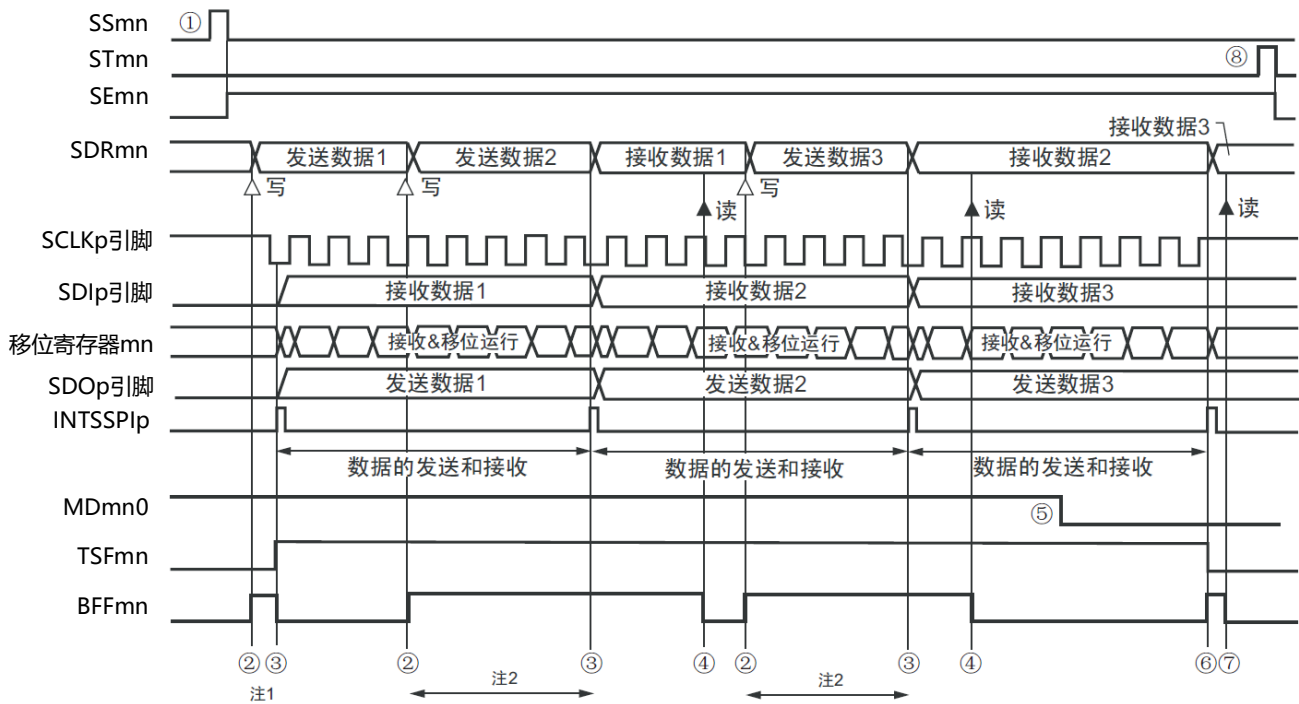 SSmn ①
STmn ⑧
SEmn
接收数据3
SDRmn 发送数据1 发送数据2 接收数据1 发送数据3 接收数据2
写 写 读 写 读 读
SCLKp引脚
SDIp引脚 接收数据1 接收数据2 接收数据3
移位寄存器mn 接收&移位运行 接收&移位运行 接收&移位运行
SDOp引脚 发送数据1 发送数据2 发送数据3
INTSSPIp
数据的发送和接收 数据的发送和接收 数据的发送和接收
MDmn0 ⑤
TSFmn
BFFmn
② ③ ② ③ ④ ② ③ ④ ⑥ ⑦
注1 注2 注2